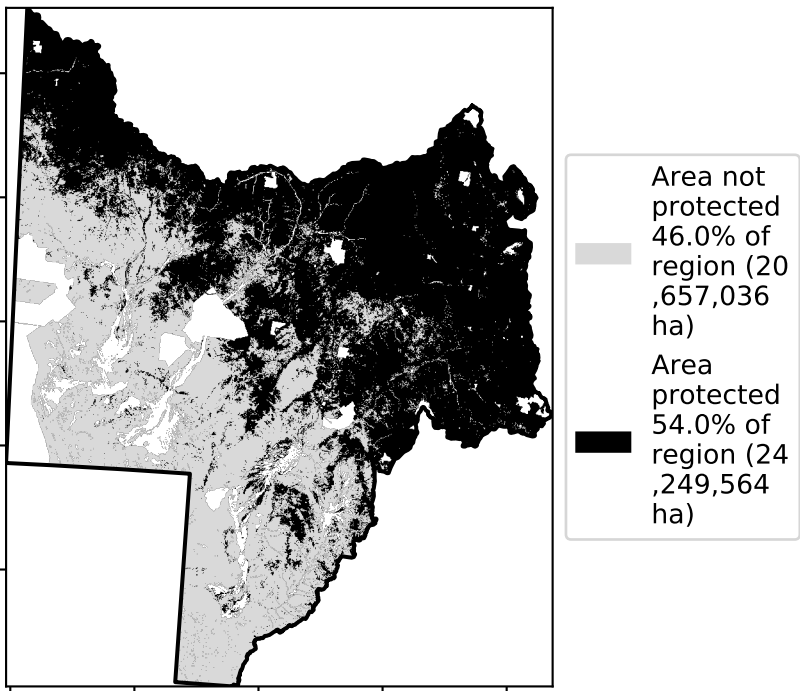 Area not
protected
46.0% of
region (20
,657,036
ha)
Area
protected
54.0% of
region (24
,249,564
ha)